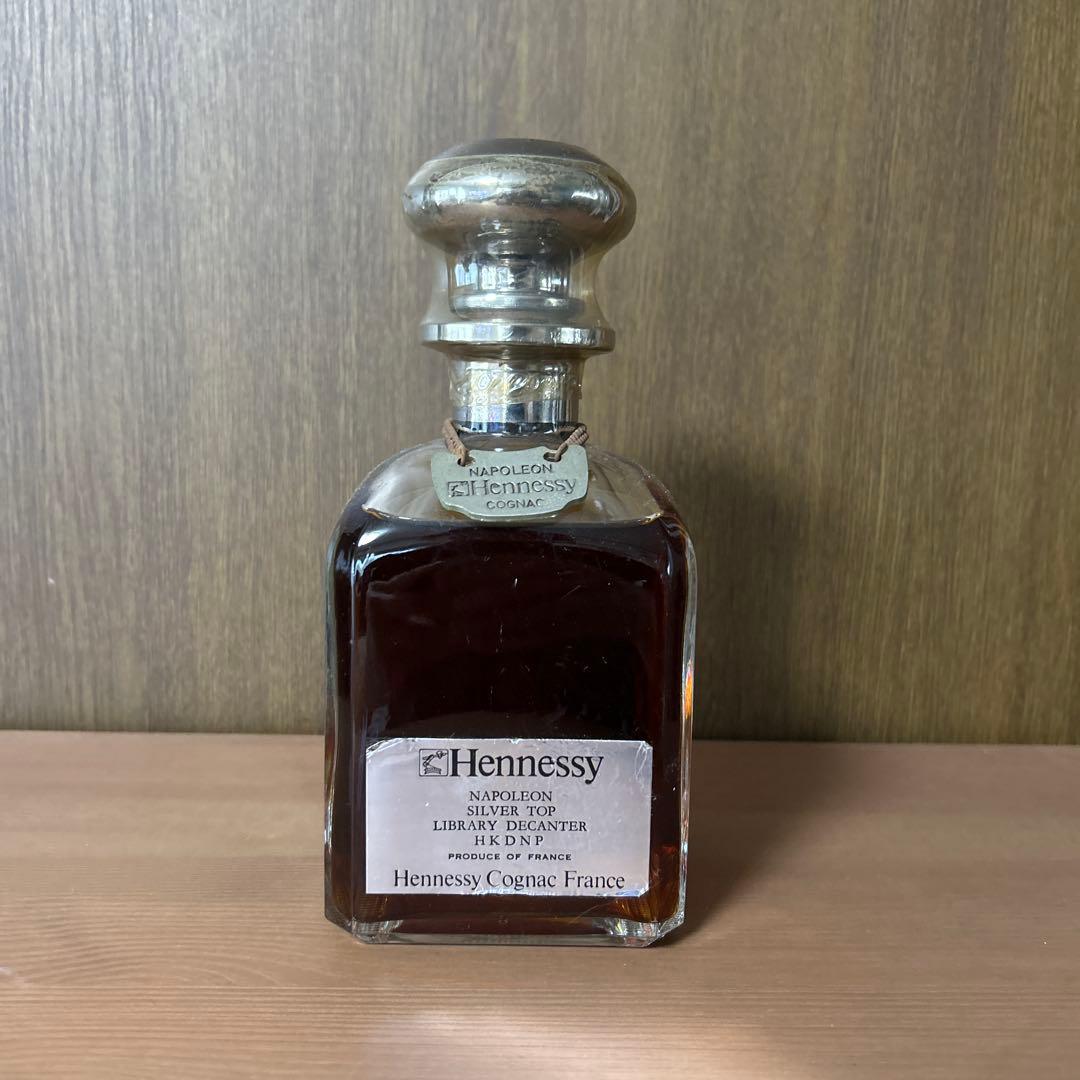 NAPOLEON
Hennessy
COGNAC
Hennessy
NAPOLEON
SILVER TOP
LIBRARY DECANTER
HKDNP
PRODUCE OF FRANCE
Hennessy Cognac France